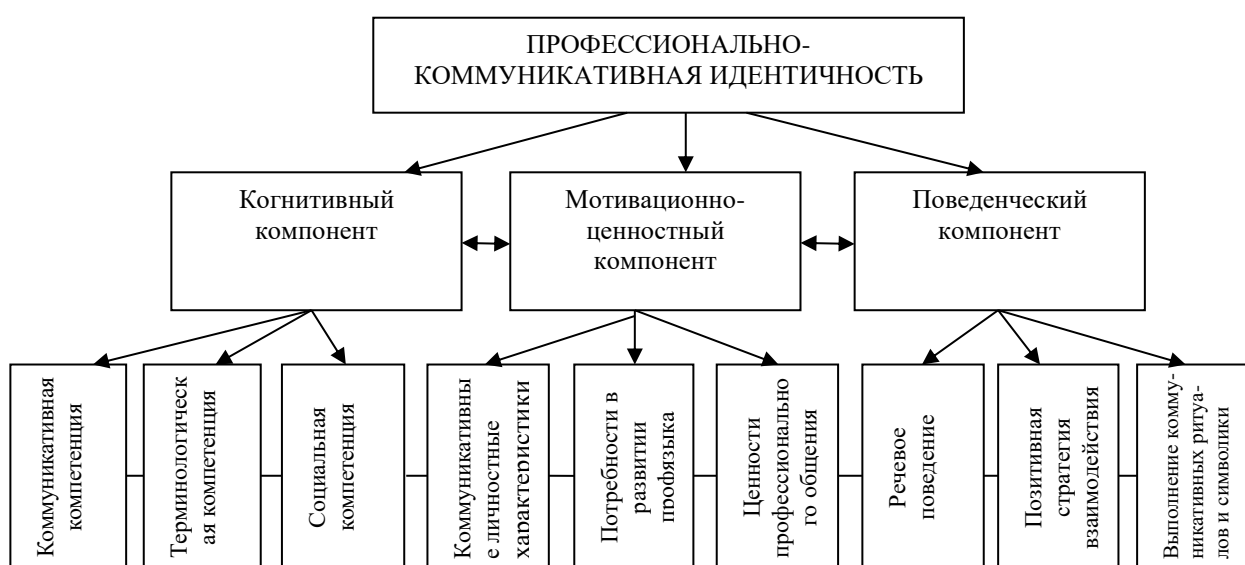 ПРОФЕССИОНАЛЬНО-
КОММУНИКАТИВНАЯ ИДЕНТИЧНОСТЬ
Когнитивный
компонент
Мотивационно-
ценностный
компонент
Поведенческий
компонент
Коммуникативная
компетенция
Терминологическ
ая компетенция
Социальная
компетенция
Коммуникативны
е личностные
характеристики
Потребности в
развитии
профязыка
Ценности
профессионально
го общения
Речевое
поведение
Позитивная
стратегия
взаимодействия
Выполнение комму-
никативных ритуа-
лов и символики